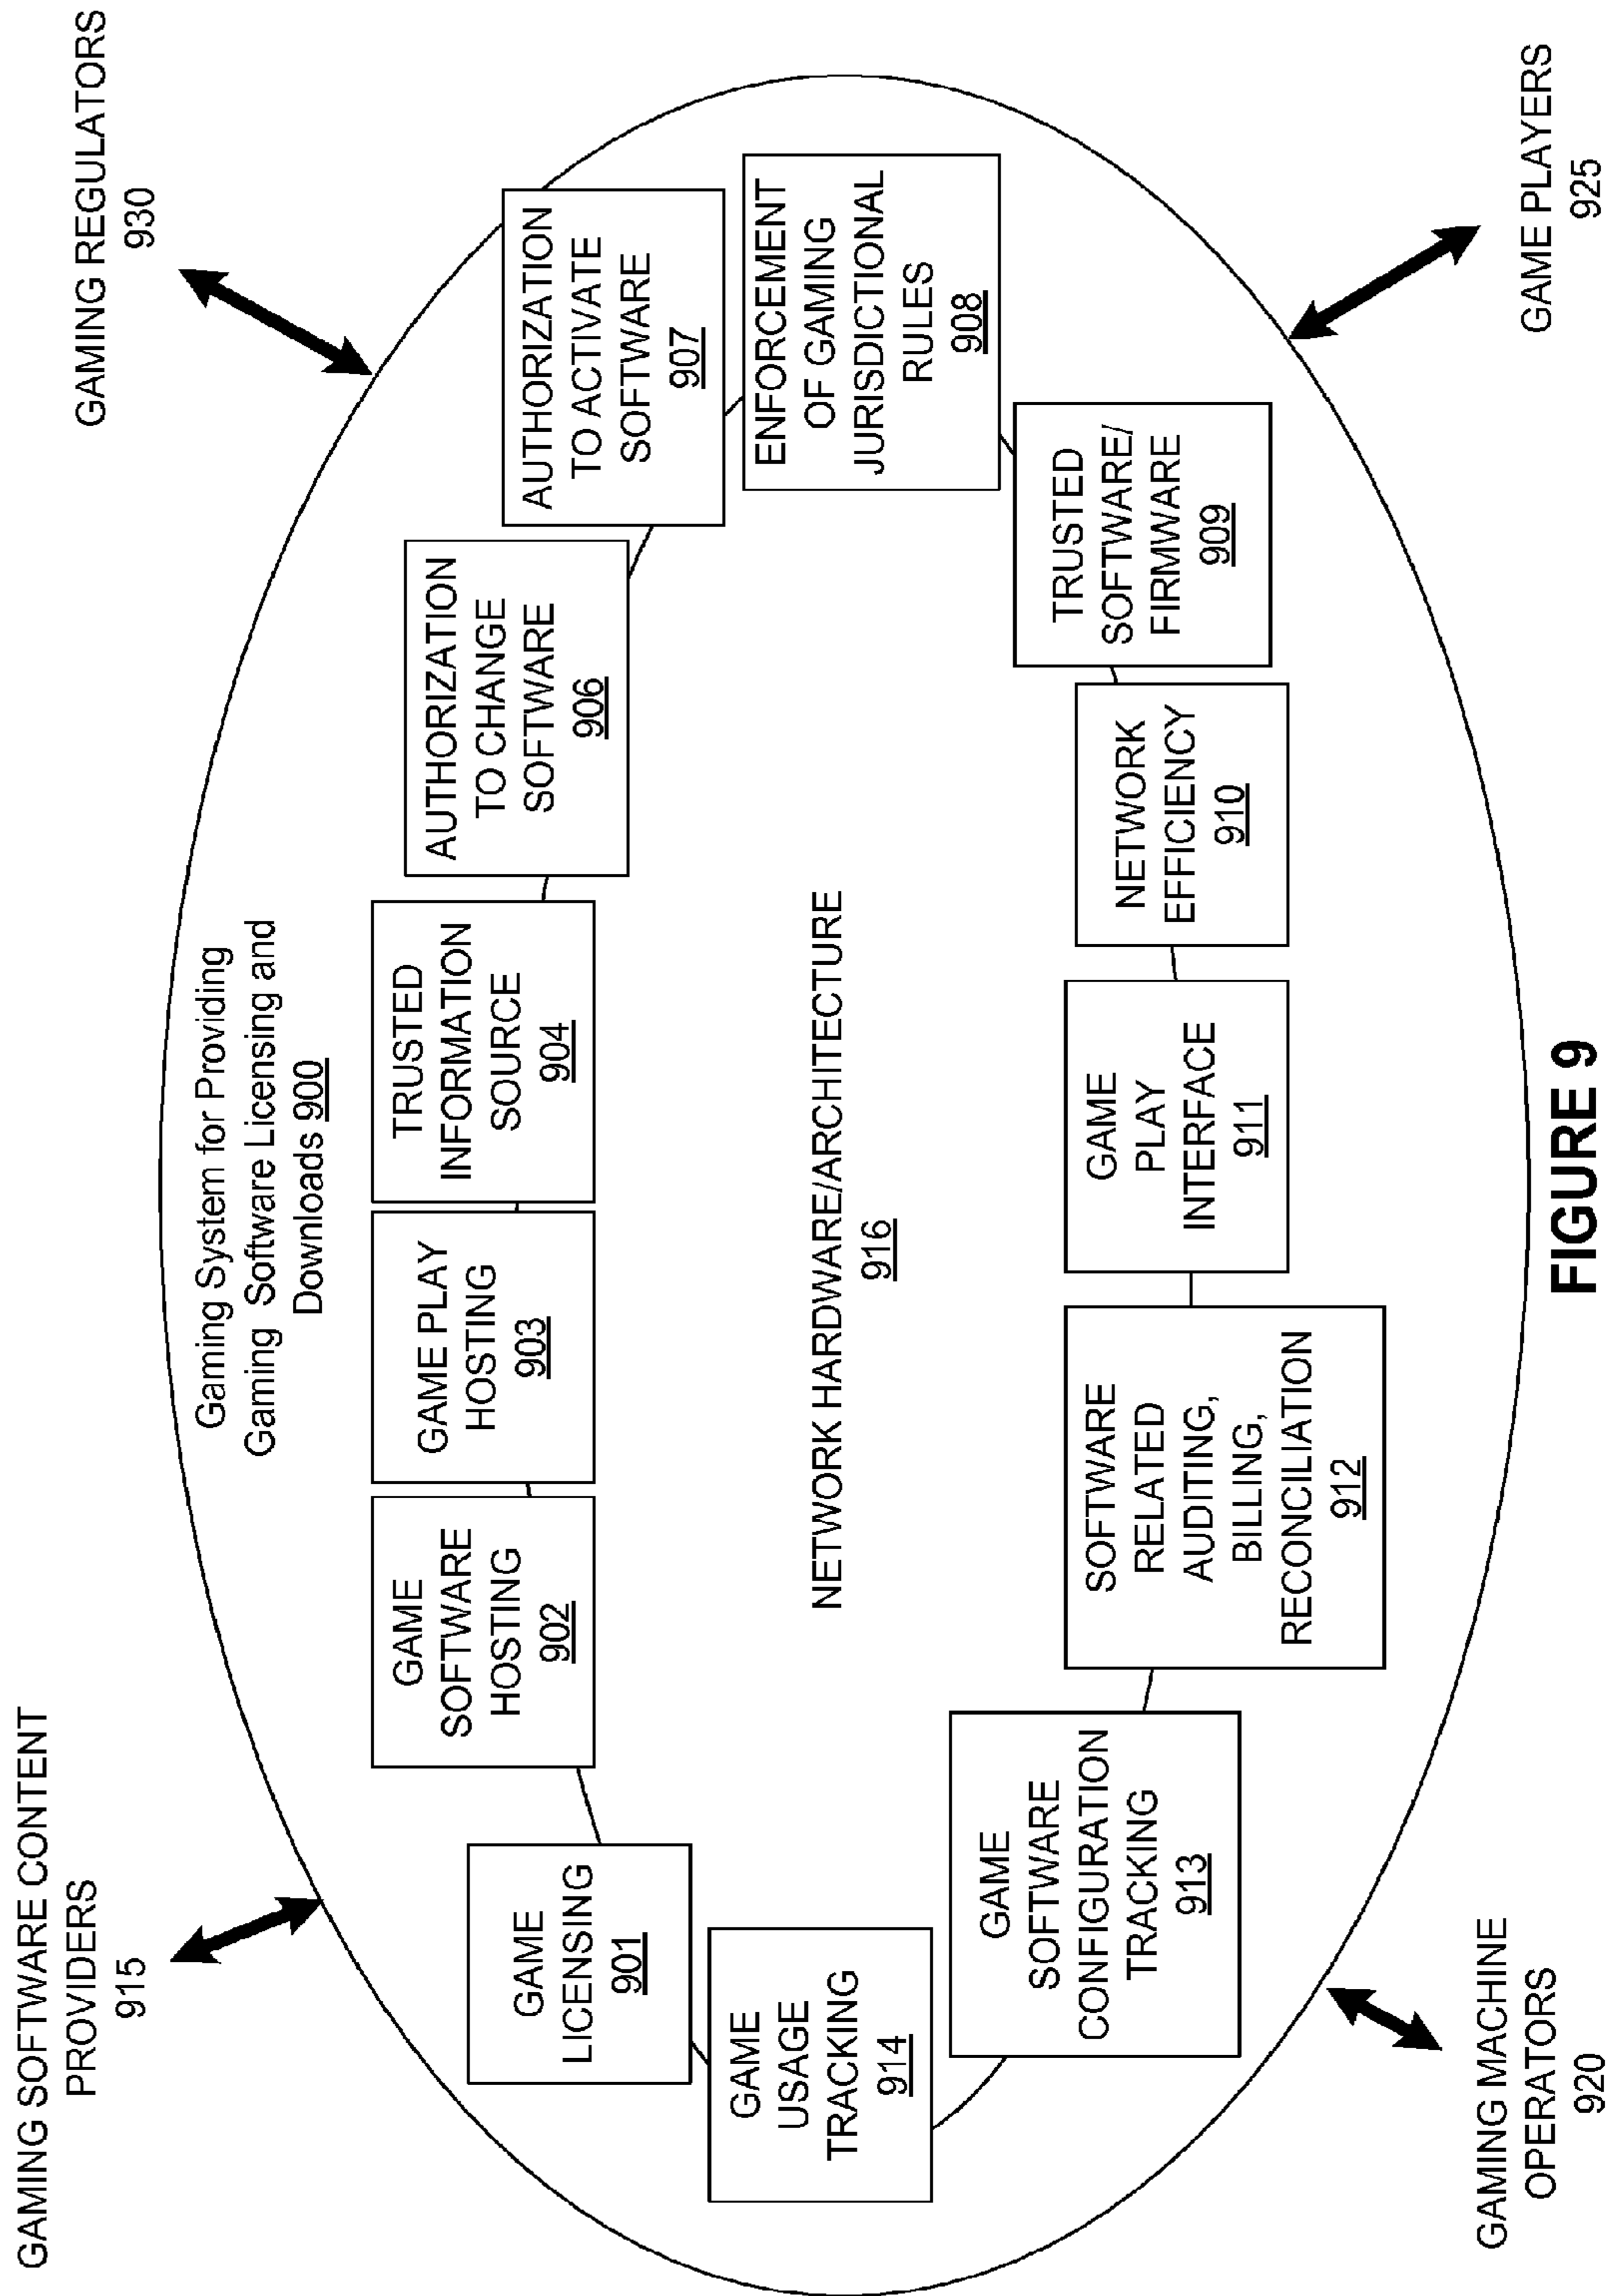 GAMING SOFTWARE CONTENT
PROVIDERS
915
GAMING REGULATORS
930
Gaming System for Providing
Gaming Software Licensing and
Downloads 900
GAME
LICENSING
901
GAME
SOFTWARE
HOSTING
902
GAME PLAY
HOSTING
903
TRUSTED
INFORMATION
SOURCE
904
AUTHORIZATION
TO CHANGE
SOFTWARE
906
AUTHORIZATION
TO ACTIVATE
SOFTWARE
907
ENFORCEMENT
OF GAMING
JURISDICTIONAL
RULES
908
TRUSTED
SOFTWARE/
FIRMWARE
909
NETWORK
EFFICIENCY
910
GAME
PLAY
INTERFACE
911
SOFTWARE
RELATED
AUDITING,
BILLING,
RECONCILIATION
912
GAME
SOFTWARE
CONFIGURATION
TRACKING
913
GAME
USAGE
TRACKING
914
NETWORK HARDWARE/ARCHITECTURE
916
GAMING MACHINE
OPERATORS
920
GAME PLAYERS
925
FIGURE 9